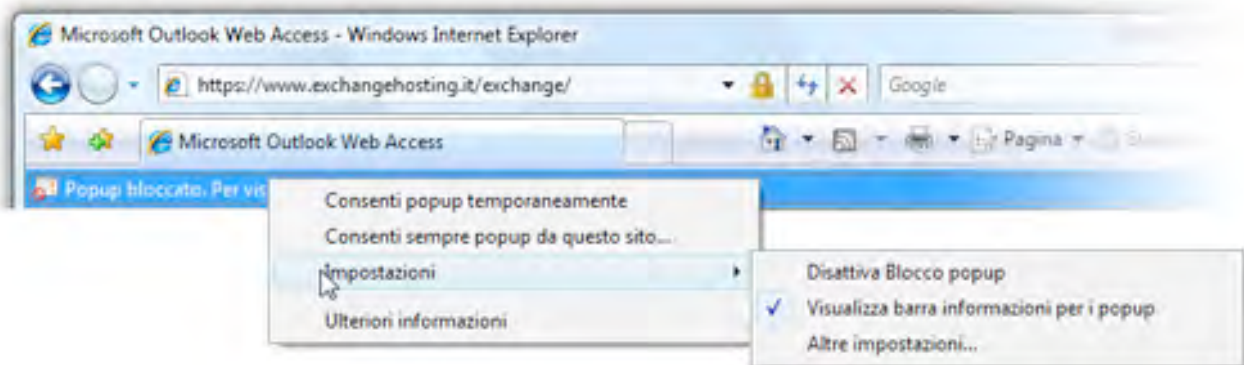 Microsoft Outlook Web Access - Windows Internet Explorer
https://www.exchangehosting.it/exchange/
Google
Microsoft Outlook Web Access
Pagina
Popup bloccato. Per vis
Consenti popup temporaneamente
Consenti sempre popup da questo sito...
Impostazioni
Ulteriori informazioni
Disattiva Blocco popup
Visualizza barra informazioni per i popup
Altre impostazioni...